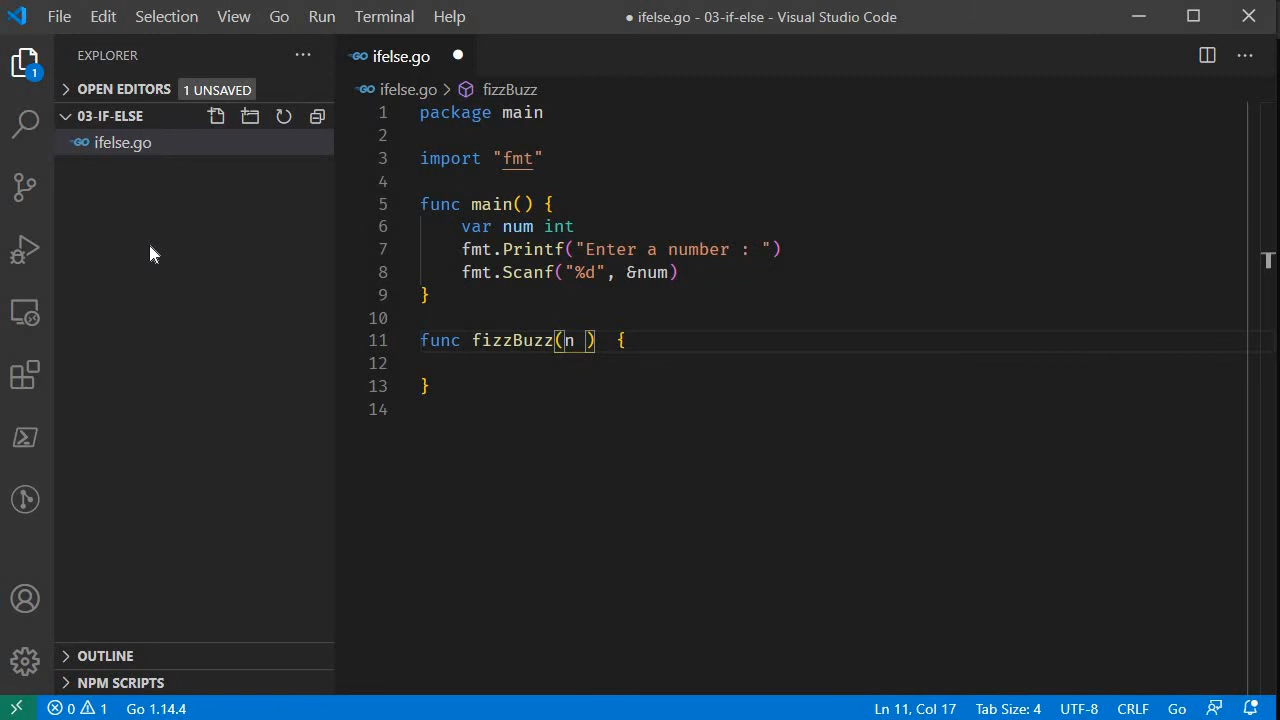 File Edit Selection View Go Run Terminal Help ● ifelse.go - 03-if-else - Visual Studio Code
EXPLORER ···
OPEN EDITORS 1 UNSAVED
03-IF-ELSE
GO ifelse.go
1
GO ifelse.go ●
GO ifelse.go > fizzBuzz
1 package main
2
3 import "fmt"
4
5 func main() {
6 var num int
7 fmt.Printf("Enter a number : ")
8 fmt.Scanf("%d", &num)
9 }
10
11 func fizzBuzz(n )  {
12
13 }
14
OUTLINE
NPM SCRIPTS
0 1 Go 1.14.4 Ln 11, Col 17 Tab Size: 4 UTF-8 CRLF Go